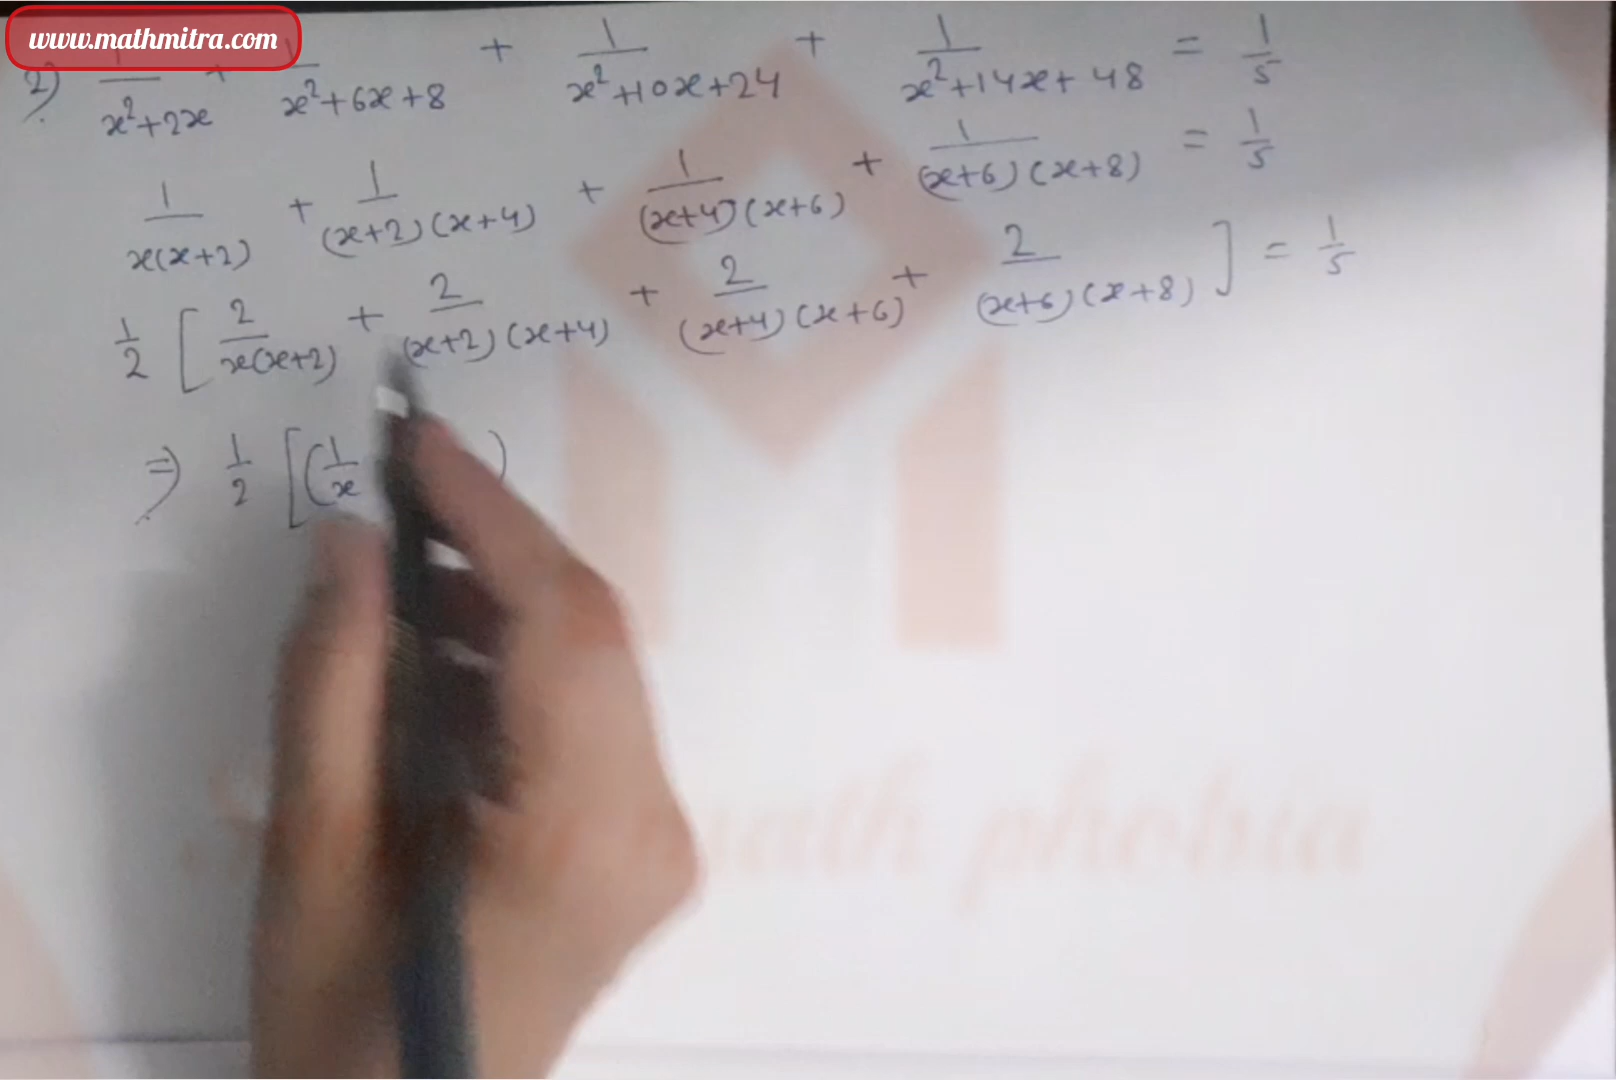 www.mathmitra.com
2) 1/x²+2x + 1/x²+6x+8 + 1/x²+10x+24 + 1/x²+14x+48 = 1/5
1/x(x+2) + 1/(x+2)(x+4) + 1/(x+4)(x+6) + 1/(x+6)(x+8) = 1/5
1/2 [ 2/x(x+2) + 2/(x+2)(x+4) + 2/(x+4)(x+6) + 2/(x+6)(x+8) ] = 1/5
⇒ 1/2 [ ( 1/x )
math phobia